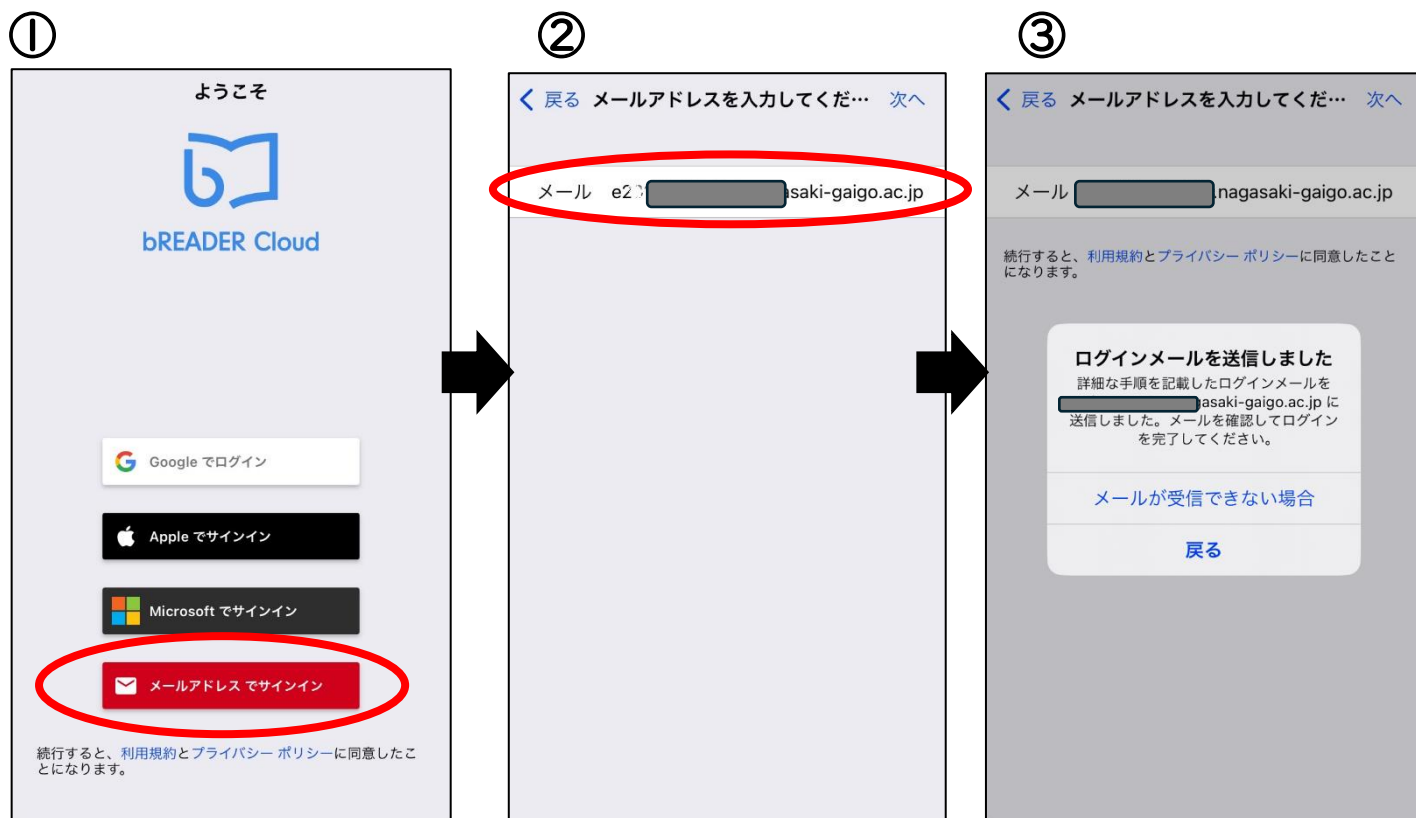 ①
ようこそ
bREADER Cloud
Google でログイン
Apple でサインイン
Microsoft でサインイン
メールアドレス でサインイン
続行すると、利用規約とプライバシー ポリシーに同意したこ
とになります。
②
戻る メールアドレスを入力してくだ… 次へ
メール e2 saki-gaigo.ac.jp
③
戻る メールアドレスを入力してくだ… 次へ
メール .nagasaki-gaigo.ac.jp
続行すると、利用規約とプライバシー ポリシーに同意したこと
になります。
ログインメールを送信しました
詳細な手順を記載したログインメールを
asaki-gaigo.ac.jp に
送信しました。メールを確認してログイン
を完了してください。
メールが受信できない場合
戻る